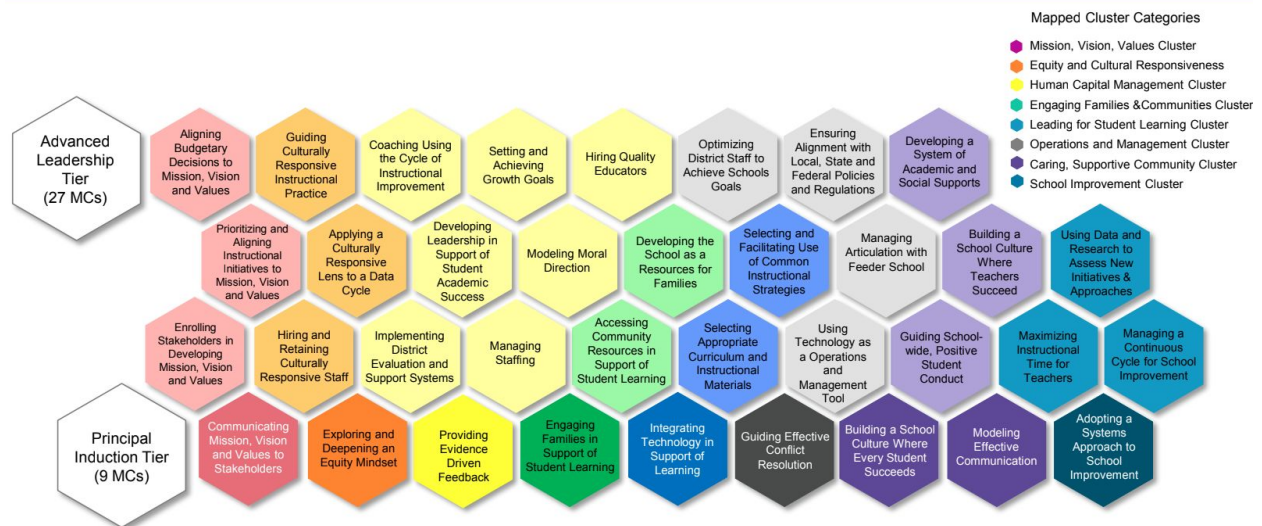 Mapped Cluster Categories
Mission, Vision, Values Cluster
Equity and Cultural Responsiveness
Human Capital Management Cluster
Engaging Families &Communities Cluster
Leading for Student Learning Cluster
Operations and Management Cluster
Caring, Supportive Community Cluster
School Improvement Cluster
Advanced
Leadership
Tier
(27 MCs)
Aligning
Budgetary
Decisions to
Mission, Vision
and Values
Guiding
Culturally
Responsive
Instructional
Practice
Coaching Using
the Cycle of
Instructional
Improvement
Setting and
Achieving
Growth Goals
Hiring Quality
Educators
Optimizing
District Staff to
Achieve Schools
Goals
Ensuring
Alignment with
Local, State and
Federal Policies
and Regulations
Developing a
System of
Academic and
Social Supports
Prioritizing and
Aligning
Instructional
Initiatives to
Mission, Vision
and Values
Applying a
Culturally
Responsive
Lens to a Data
Cycle
Developing
Leadership in
Support of
Student
Academic
Success
Modeling Moral
Direction
Developing the
School as a
Resources for
Families
Selecting and
Facilitating Use
of Common
Instructional
Strategies
Managing
Articulation with
Feeder School
Building a
School Culture
Where
Teachers
Succeed
Using Data and
Research to
Assess New
Initiatives &
Approaches
Enrolling
Stakeholders in
Developing
Mission, Vision
and Values
Hiring and
Retaining
Culturally
Responsive Staff
Implementing
District
Evaluation and
Support Systems
Managing
Staffing
Accessing
Community
Resources in
Support of
Student Learning
Selecting
Appropriate
Curriculum and
Instructional
Materials
Using
Technology as
a Operations
and
Management
Tool
Guiding School-
wide, Positive
Student
Conduct
Maximizing
Instructional
Time for
Teachers
Managing a
Continuous
Cycle for School
Improvement
Principal
Induction Tier
(9 MCs)
Communicating
Mission, Vision
and Values to
Stakeholders
Exploring and
Deepening an
Equity Mindset
Providing
Evidence
Driven
Feedback
Engaging
Families in
Support of
Student Learning
Integrating
Technology in
Support of
Learning
Guiding Effective
Conflict
Resolution
Building a School
Culture Where
Every Student
Succeeds
Modeling
Effective
Communication
Adopting a
Systems
Approach to
School
Improvement